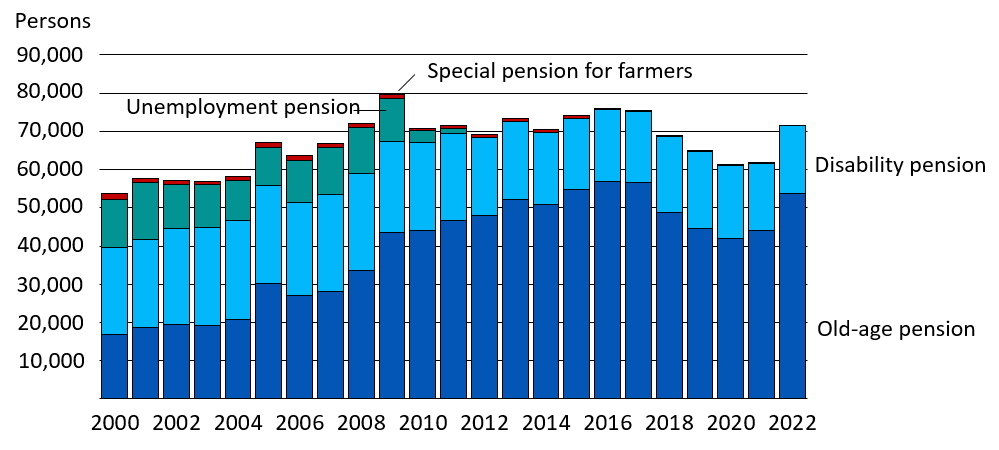 Persons
90,000
Special pension for farmers
80,000
Unemployment pension
70,000
60,000
Disability pension
50,000
40,000
30,000
20,000
Old-age pension
10,000
2000 2002 2004 2006 2008 2010 2012 2014 2016 2018 2020 2022